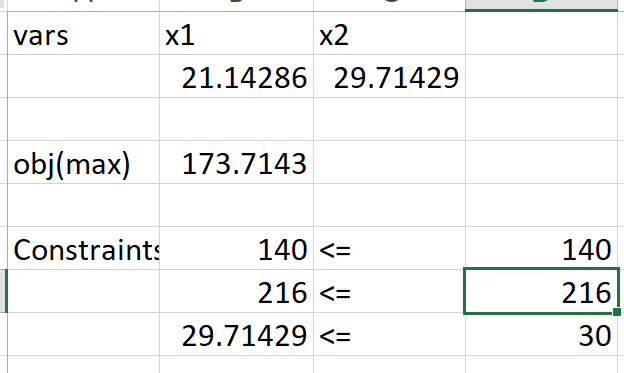 vars x1 x2
21.14286 29.71429
obj(max) 173.7143
Constraints 140 <= 140
216 <= 216
29.71429 <= 30